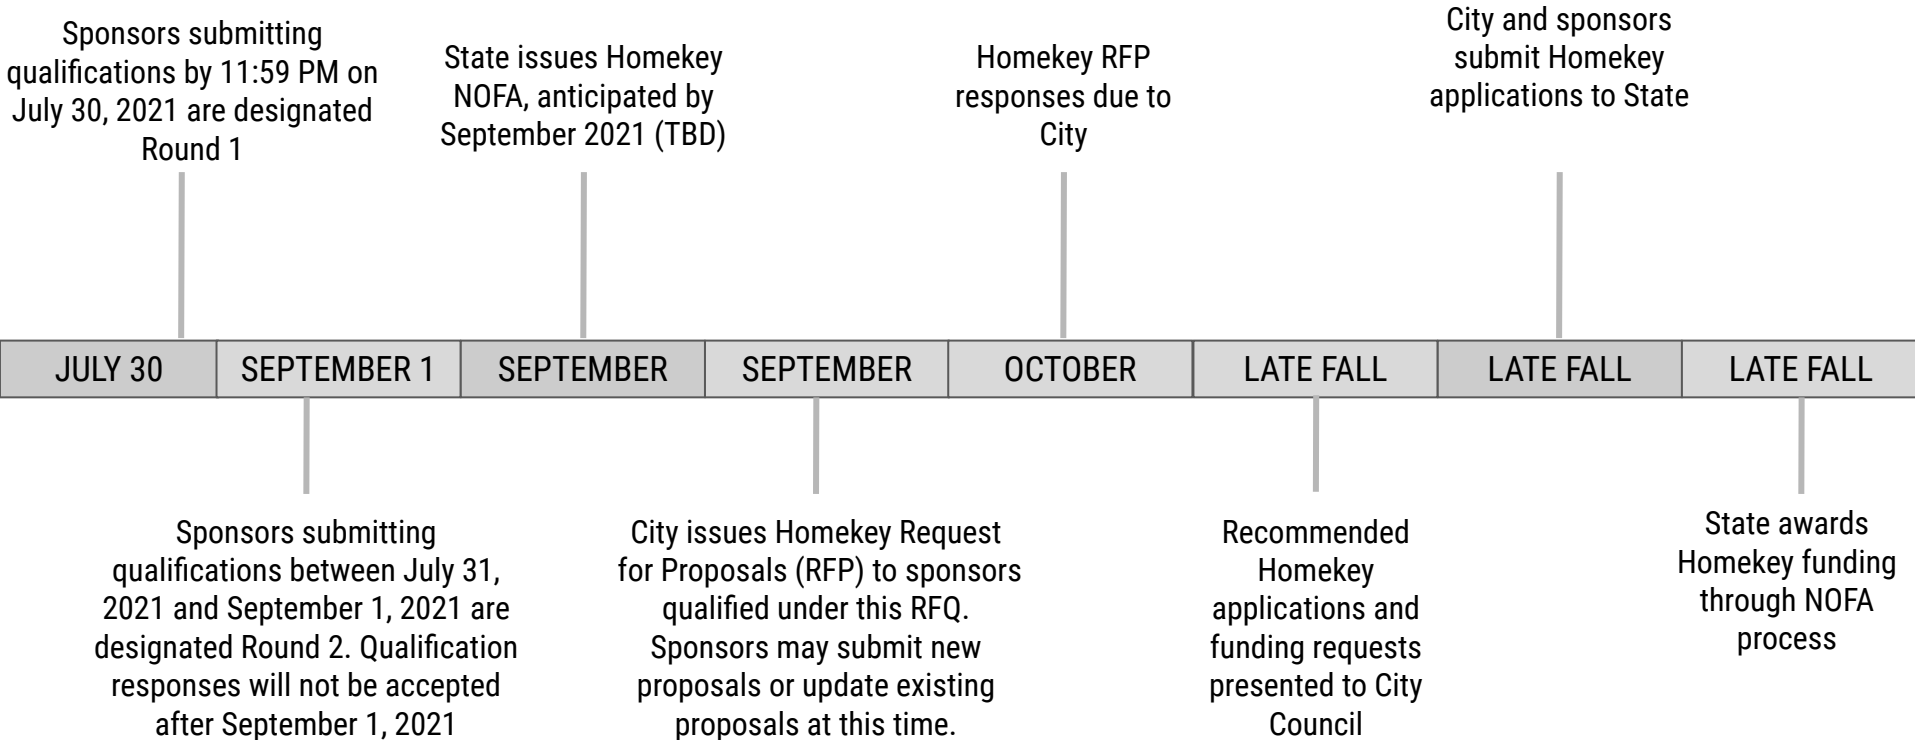 Sponsors submitting
qualifications by 11:59 PM on
July 30, 2021 are designated
Round 1
State issues Homekey
NOFA, anticipated by
September 2021 (TBD)
Homekey RFP
responses due to
City
City and sponsors
submit Homekey
applications to State
JULY 30
SEPTEMBER 1
SEPTEMBER
SEPTEMBER
OCTOBER
LATE FALL
LATE FALL
LATE FALL
Sponsors submitting
qualifications between July 31,
2021 and September 1, 2021 are
designated Round 2. Qualification
responses will not be accepted
after September 1, 2021
City issues Homekey Request
for Proposals (RFP) to sponsors
qualified under this RFQ.
Sponsors may submit new
proposals or update existing
proposals at this time.
Recommended
Homekey
applications and
funding requests
presented to City
Council
State awards
Homekey funding
through NOFA
process